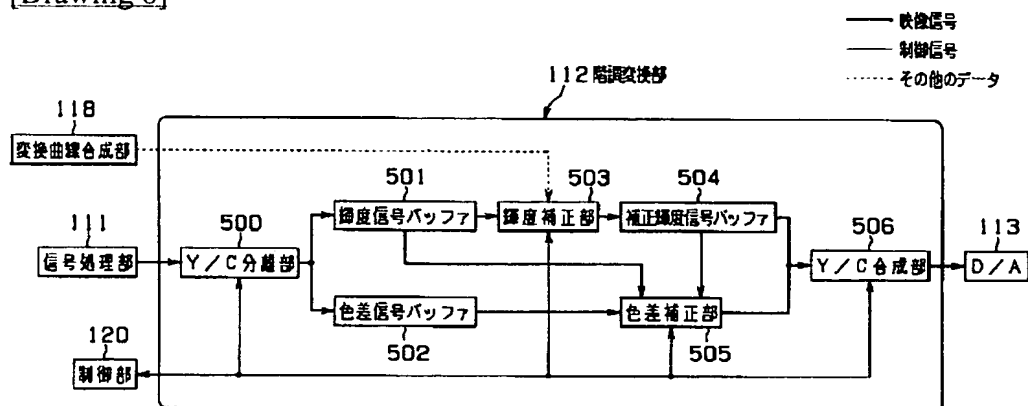 [Drawing 6]
映像信号
制御信号
その他のデータ
112 階調変換部
118
変換曲線合成部
501
503
504
輝度信号バッファ
輝度補正部
補正輝度信号バッファ
111
500
506
113
信号処理部
Y/C分離部
Y/C合成部
D/A
色差信号バッファ
色差補正部
502
505
120
制御部